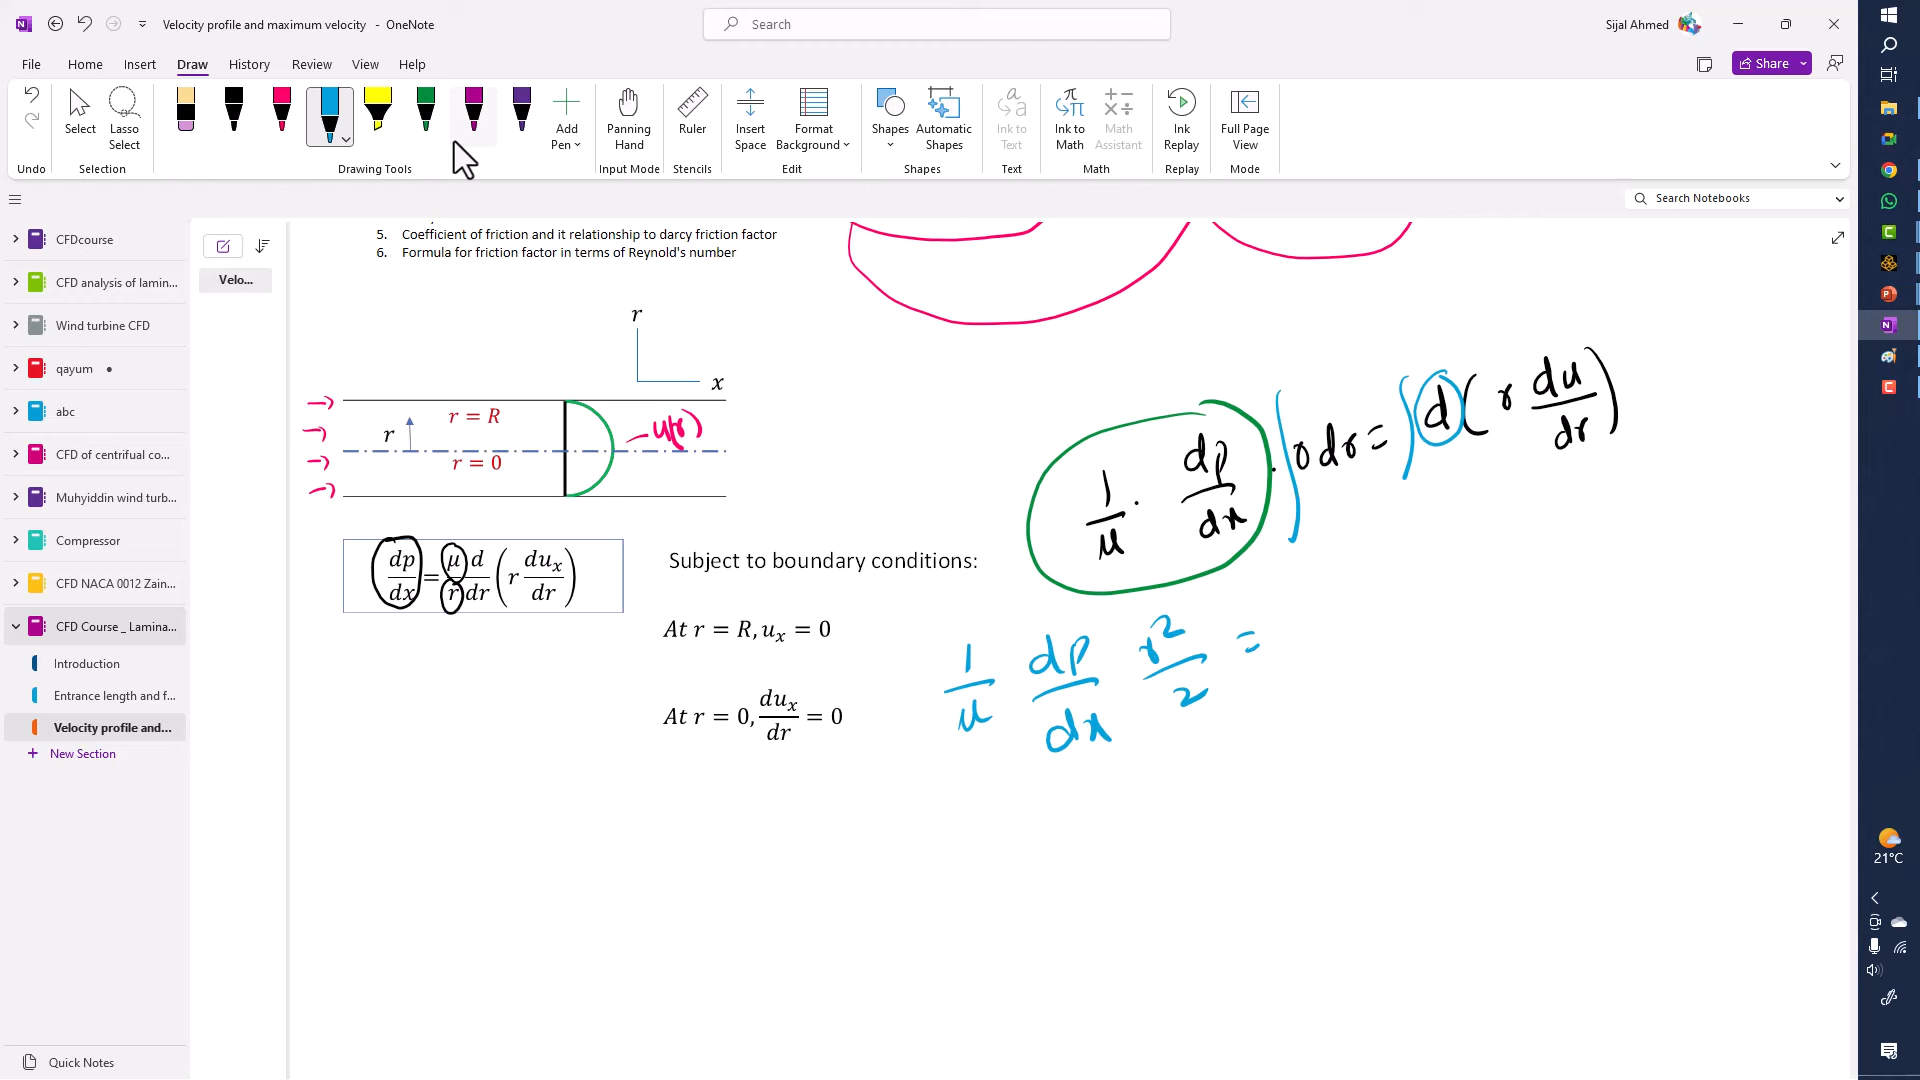 Velocity profile and maximum velocity - OneNote
Search
Sijal Ahmed
File Home Insert Draw History Review View Help
Share
Select
Lasso Select
Add Pen
Panning Hand
Ruler
Insert Space
Format Background
Shapes
Automatic Shapes
Ink to Text
Ink to Math
Math Assistant
Ink Replay
Full Page View
Undo
Selection
Drawing Tools
Input Mode
Stencils
Edit
Shapes
Text
Math
Replay
Mode
Search Notebooks
CFDcourse
CFD analysis of lamin...
Wind turbine CFD
qayum
abc
CFD of centrifual co...
Muhyiddin wind turb...
Compressor
CFD NACA 0012 Zain...
CFD Course _ Lamina...
Introduction
Entrance length and f...
Velocity profile and...
New Section
Quick Notes
Velo...
5. Coefficient of friction and it relationship to darcy friction factor
6. Formula for friction factor in terms of Reynold's number
r
x
r = R
r
r = 0
u(r)
dp/dx = μ/r d/dr (r du_x/dr)
Subject to boundary conditions:
At r = R, u_x = 0
At r = 0, du_x/dr = 0
1/μ · dp/dx · ∫ r dr = ∫ d (r du/dr)
1/μ dp/dx r²/2 =
21°C